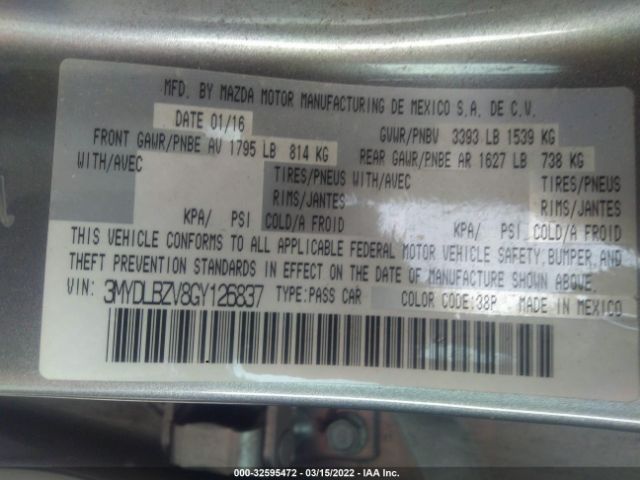 MFD. BY MAZDA MOTOR MANUFACTURING DE MEXICO S.A. DE C.V.
DATE 01/16 GVWR/PNBV 3393 LB 1539 KG
FRONT GAWR/PNBE AV 1795 LB 814 KG REAR GAWR/PNBE AR 1627 LB 738 KG
WITH/AVEC TIRES/PNEUS WITH/AVEC TIRES/PNEUS
RIMS/JANTES RIMS/JANTES
KPA/ PSI COLD/A FROID KPA/ PSI COLD/A FROID
THIS VEHICLE CONFORMS TO ALL APPLICABLE FEDERAL MOTOR VEHICLE SAFETY, BUMPER, AND
THEFT PREVENTION STANDARDS IN EFFECT ON THE DATE OF MANUFACTURE SHOWN ABOVE.
VIN: 3MYDLBZV8GY126837 TYPE:PASS CAR COLOR CODE:38P MADE IN MEXICO
000-32595472 - 03/15/2022 - IAA Inc.